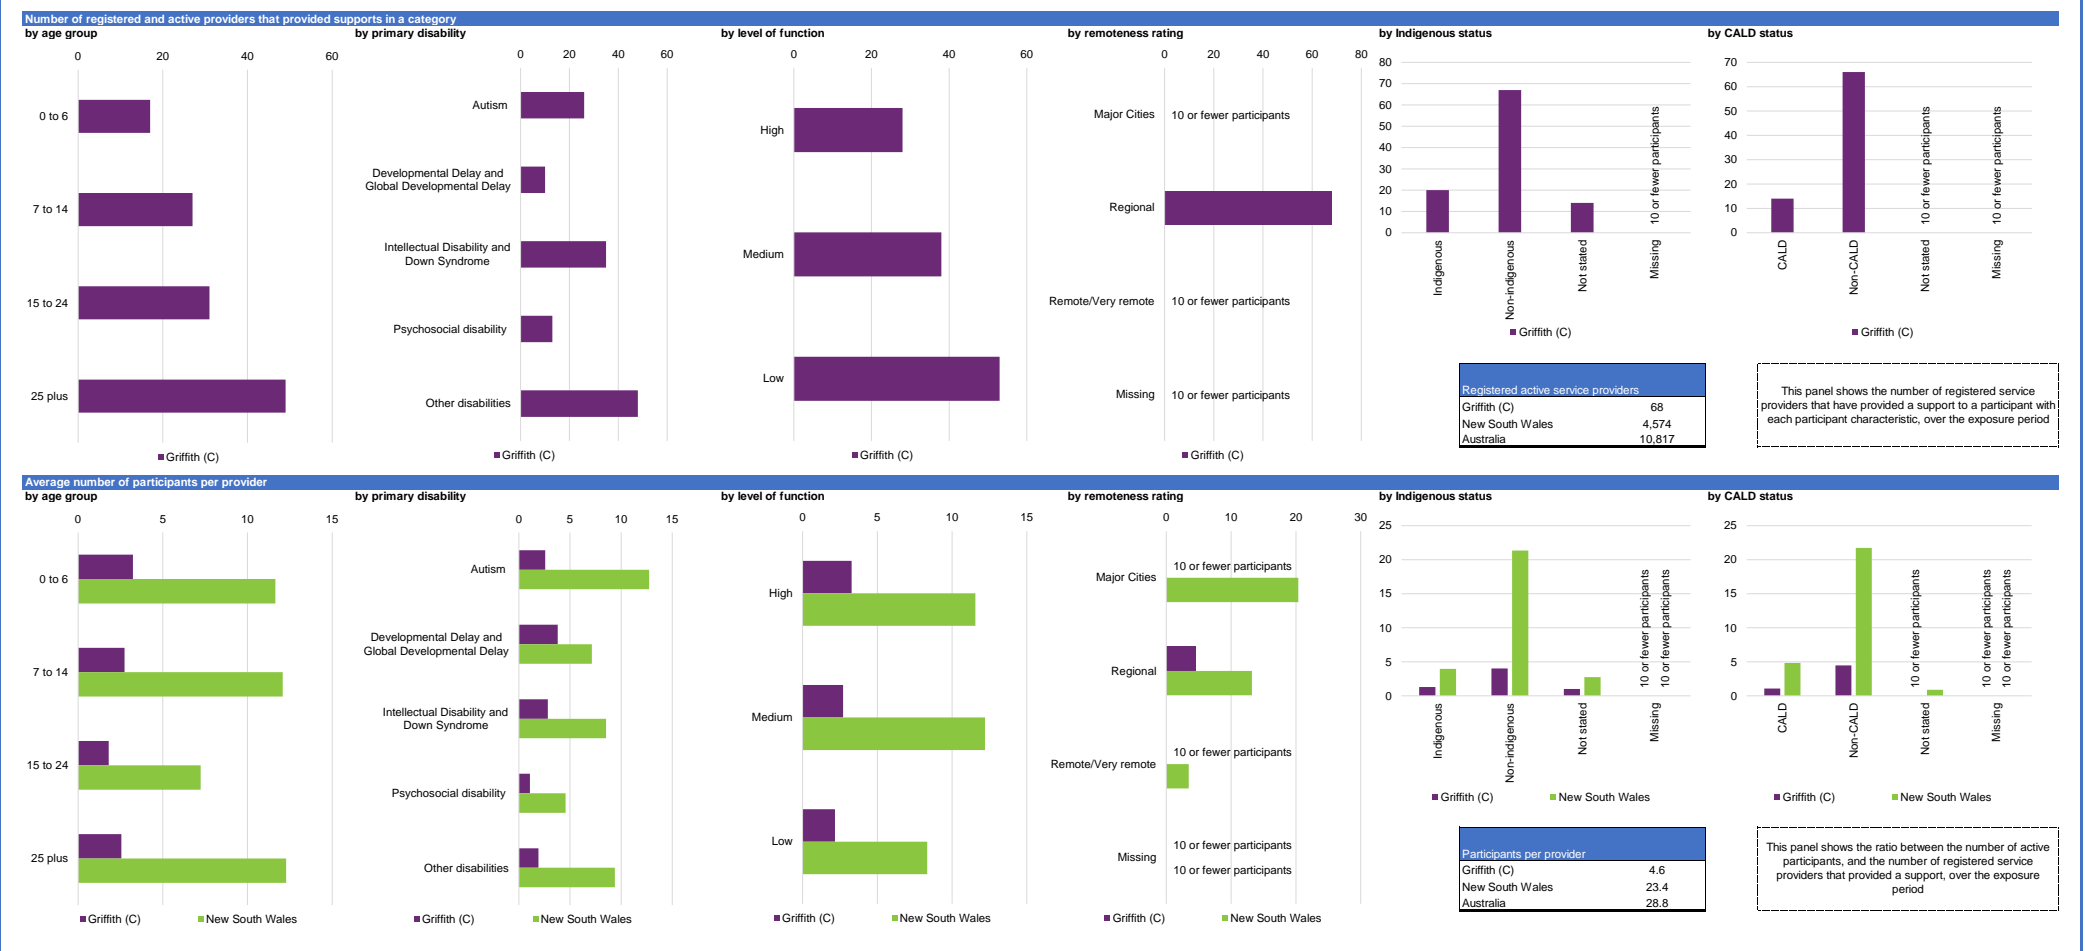 Number of registered and active providers that provided supports in a category
by age group
0 20 40 60
0 to 6
7 to 14
15 to 24
25 plus
Griffith (C)
by primary disability
0 20 40 60
Autism
Developmental Delay and
Global Developmental Delay
Intellectual Disability and
Down Syndrome
Psychosocial disability
Other disabilities
Griffith (C)
by level of function
0 20 40 60
High
Medium
Low
Griffith (C)
by remoteness rating
0 20 40 60 80
Major Cities 10 or fewer participants
Regional
Remote/Very remote 10 or fewer participants
Missing 10 or fewer participants
Griffith (C)
by Indigenous status
80
70
60
50
40
30
20
10
0
10 or fewer participants
Indigenous
Non-indigenous
Not stated
Missing
Griffith (C)
by CALD status
70
60
50
40
30
20
10
0
10 or fewer participants
10 or fewer participants
CALD
Non-CALD
Not stated
Missing
Griffith (C)
Registered active service providers
Griffith (C) 68
New South Wales 4,574
Australia 10,817
This panel shows the number of registered service
providers that have provided a support to a participant with
each participant characteristic, over the exposure period
Average number of participants per provider
by age group
0 5 10 15
0 to 6
7 to 14
15 to 24
25 plus
Griffith (C) New South Wales
by primary disability
0 5 10 15
Autism
Developmental Delay and
Global Developmental Delay
Intellectual Disability and
Down Syndrome
Psychosocial disability
Other disabilities
Griffith (C) New South Wales
by level of function
0 5 10 15
High
Medium
Low
Griffith (C) New South Wales
by remoteness rating
0 10 20 30
10 or fewer participants
Major Cities
Regional
10 or fewer participants
Remote/Very remote
10 or fewer participants
Missing
10 or fewer participants
Griffith (C) New South Wales
by Indigenous status
25
20
15
10
5
0
10 or fewer participants
10 or fewer participants
Indigenous
Non-indigenous
Not stated
Missing
Griffith (C) New South Wales
by CALD status
25
20
15
10
5
0
10 or fewer participants
10 or fewer participants
10 or fewer participants
CALD
Non-CALD
Not stated
Missing
Griffith (C) New South Wales
Participants per provider
Griffith (C) 4.6
New South Wales 23.4
Australia 28.8
This panel shows the ratio between the number of active
participants, and the number of registered service
providers that provided a support, over the exposure
period